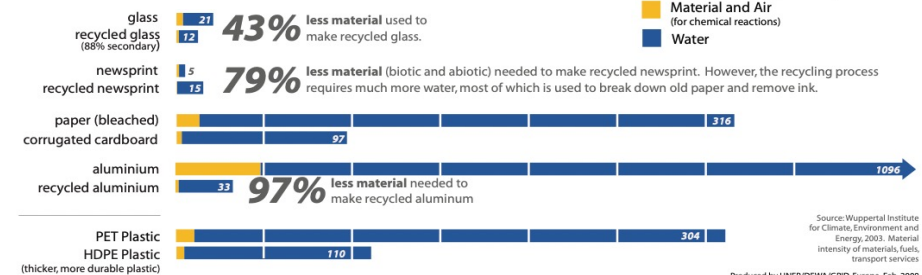 glass 21
recycled glass 12
(88% secondary)
43% less material used to
make recycled glass.
Material and Air
(for chemical reactions)
Water
newsprint 5
recycled newsprint 15
79% less material (biotic and abiotic) needed to make recycled newsprint. However, the recycling process
requires much more water, most of which is used to break down old paper and remove ink.
paper (bleached) 316
corrugated cardboard 97
aluminium 1096
recycled aluminium 33
97% less material needed to
make recycled aluminum
PET Plastic 304
HDPE Plastic 110
(thicker, more durable plastic)
Source: Wuppertal Institute
for Climate, Environment and
Energy, 2003. Material
intensity of materials, fuels,
transport services